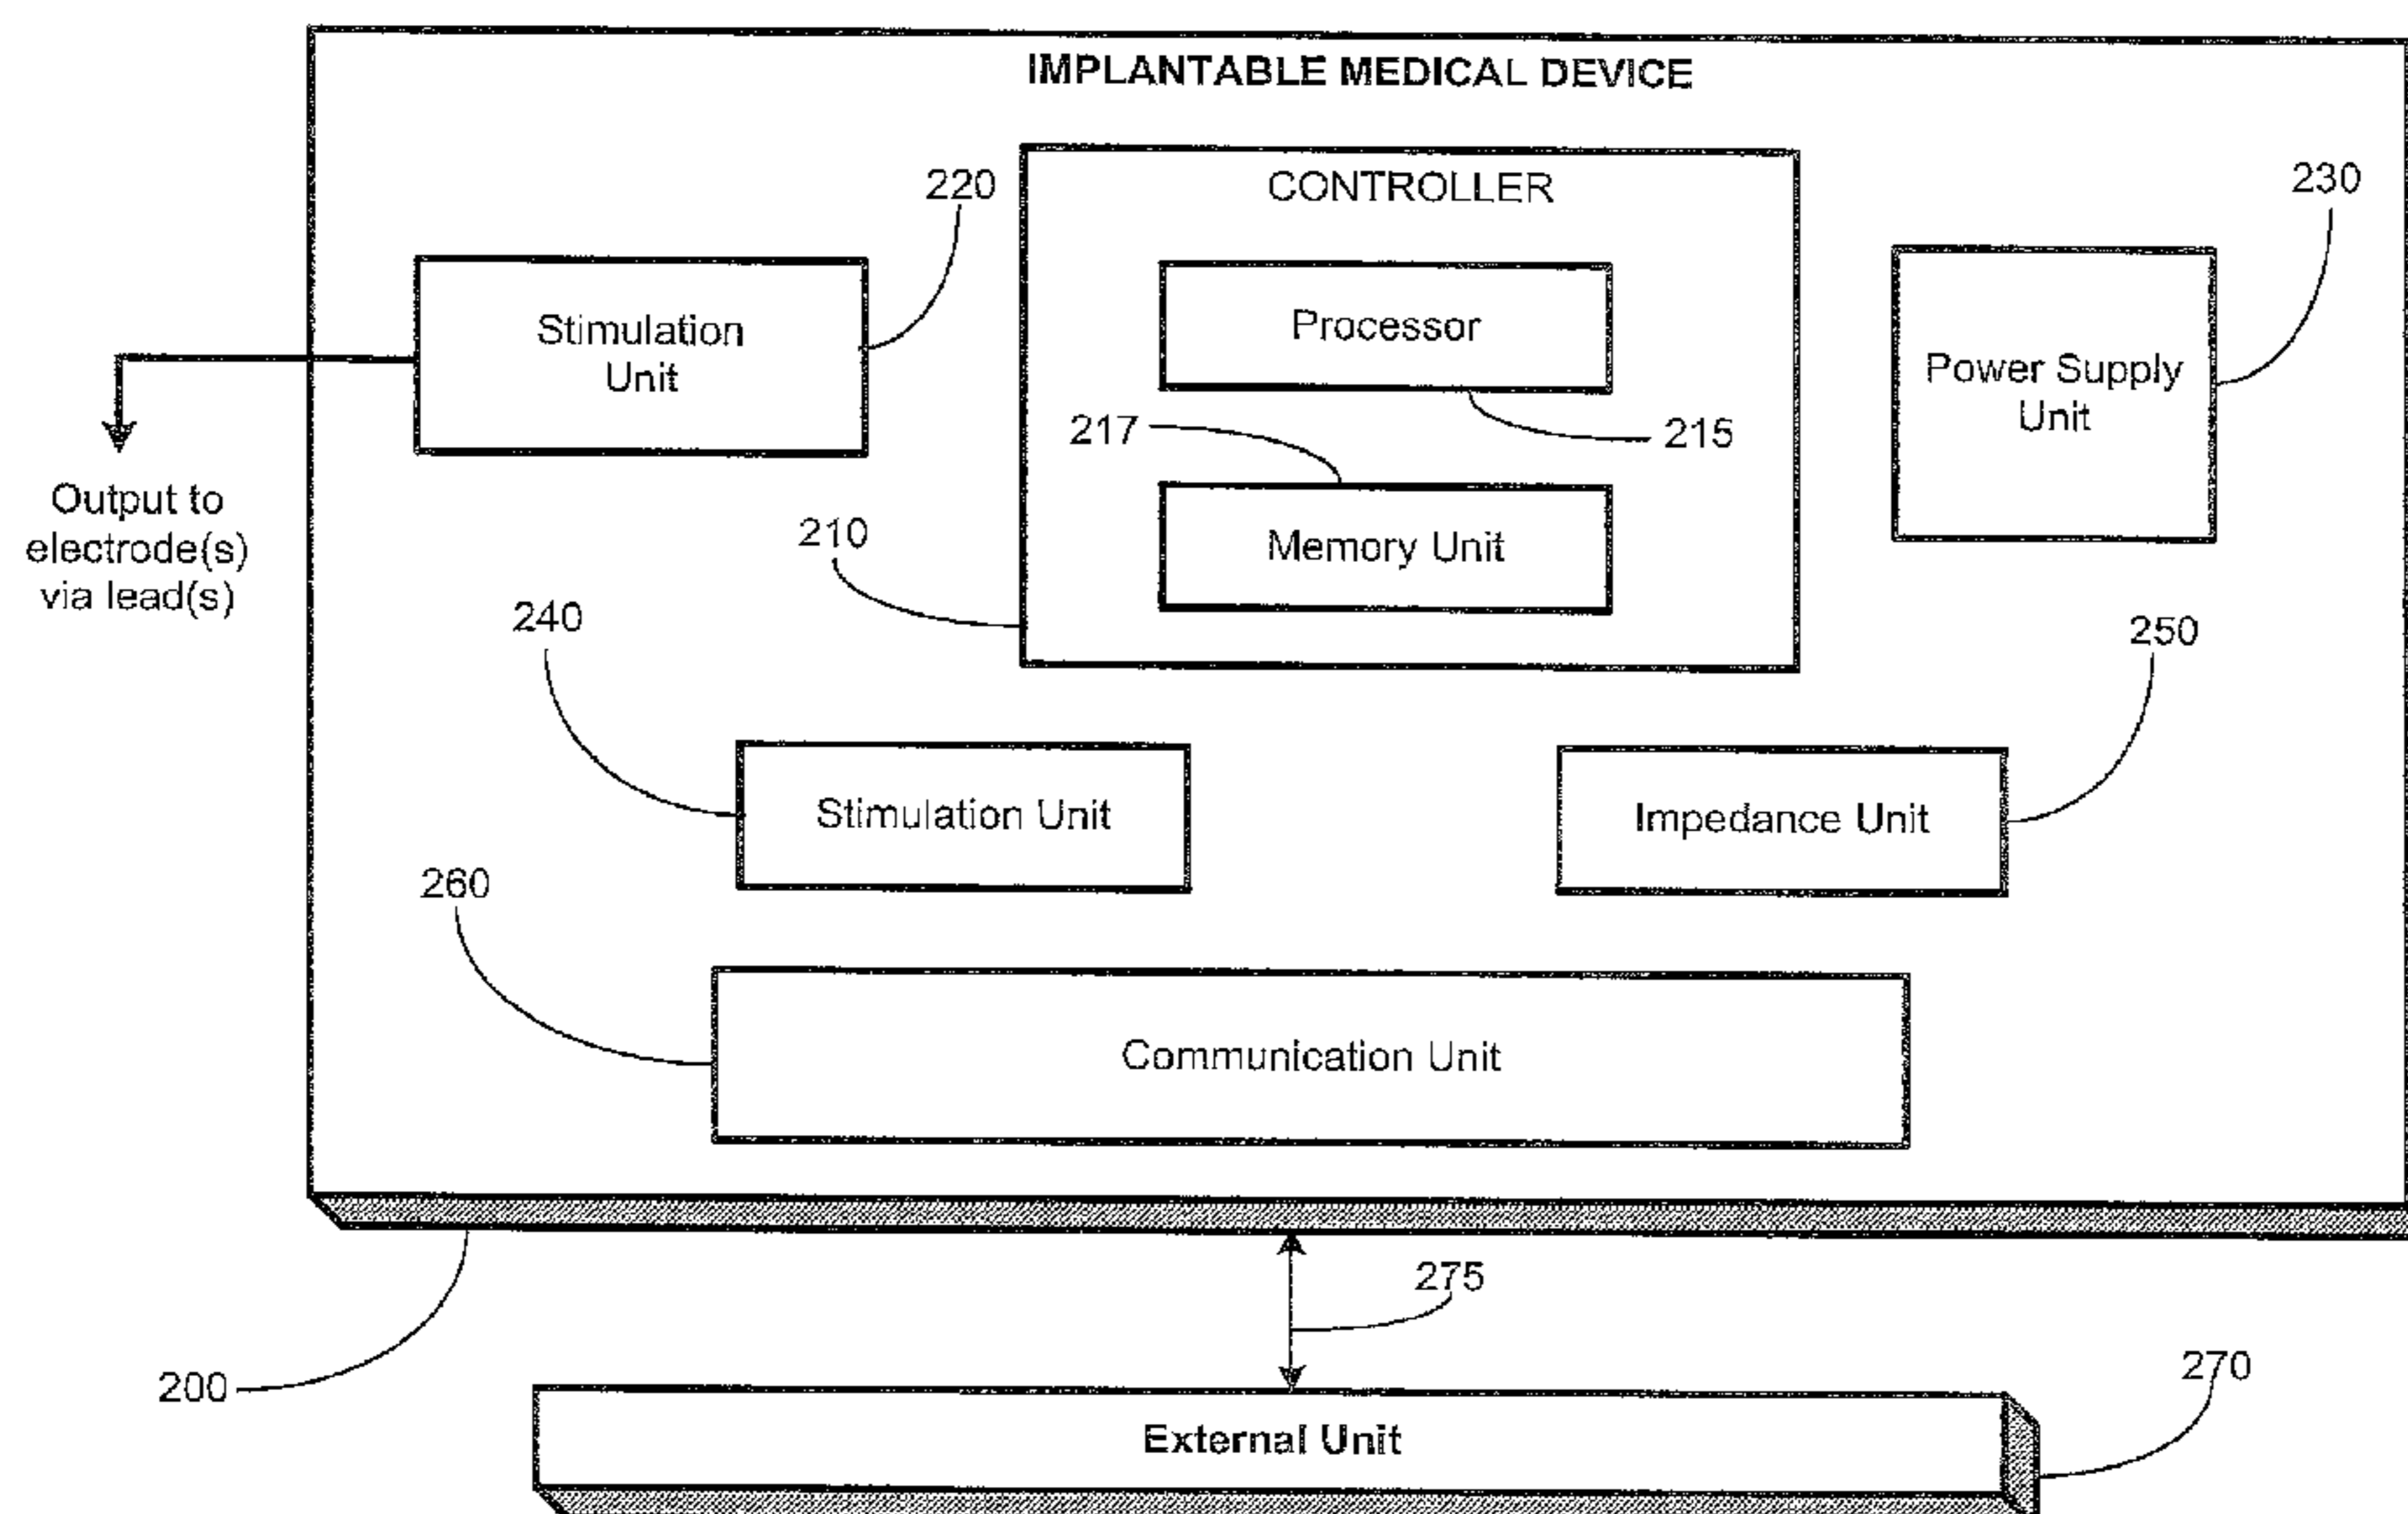 IMPLANTABLE MEDICAL DEVICE
220
CONTROLLER
230
Stimulation
Unit
Processor
Power Supply
Unit
217
215
Output to
electrode(s)
via lead(s)
210
Memory Unit
240
250
Stimulation Unit
Impedance Unit
260
Communication Unit
275
200
270
External Unit